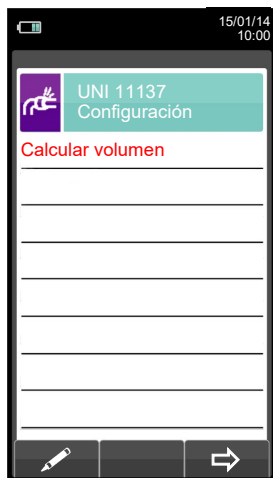 15/01/14
10:00
UNI 11137
Configuración
Calcular volumen